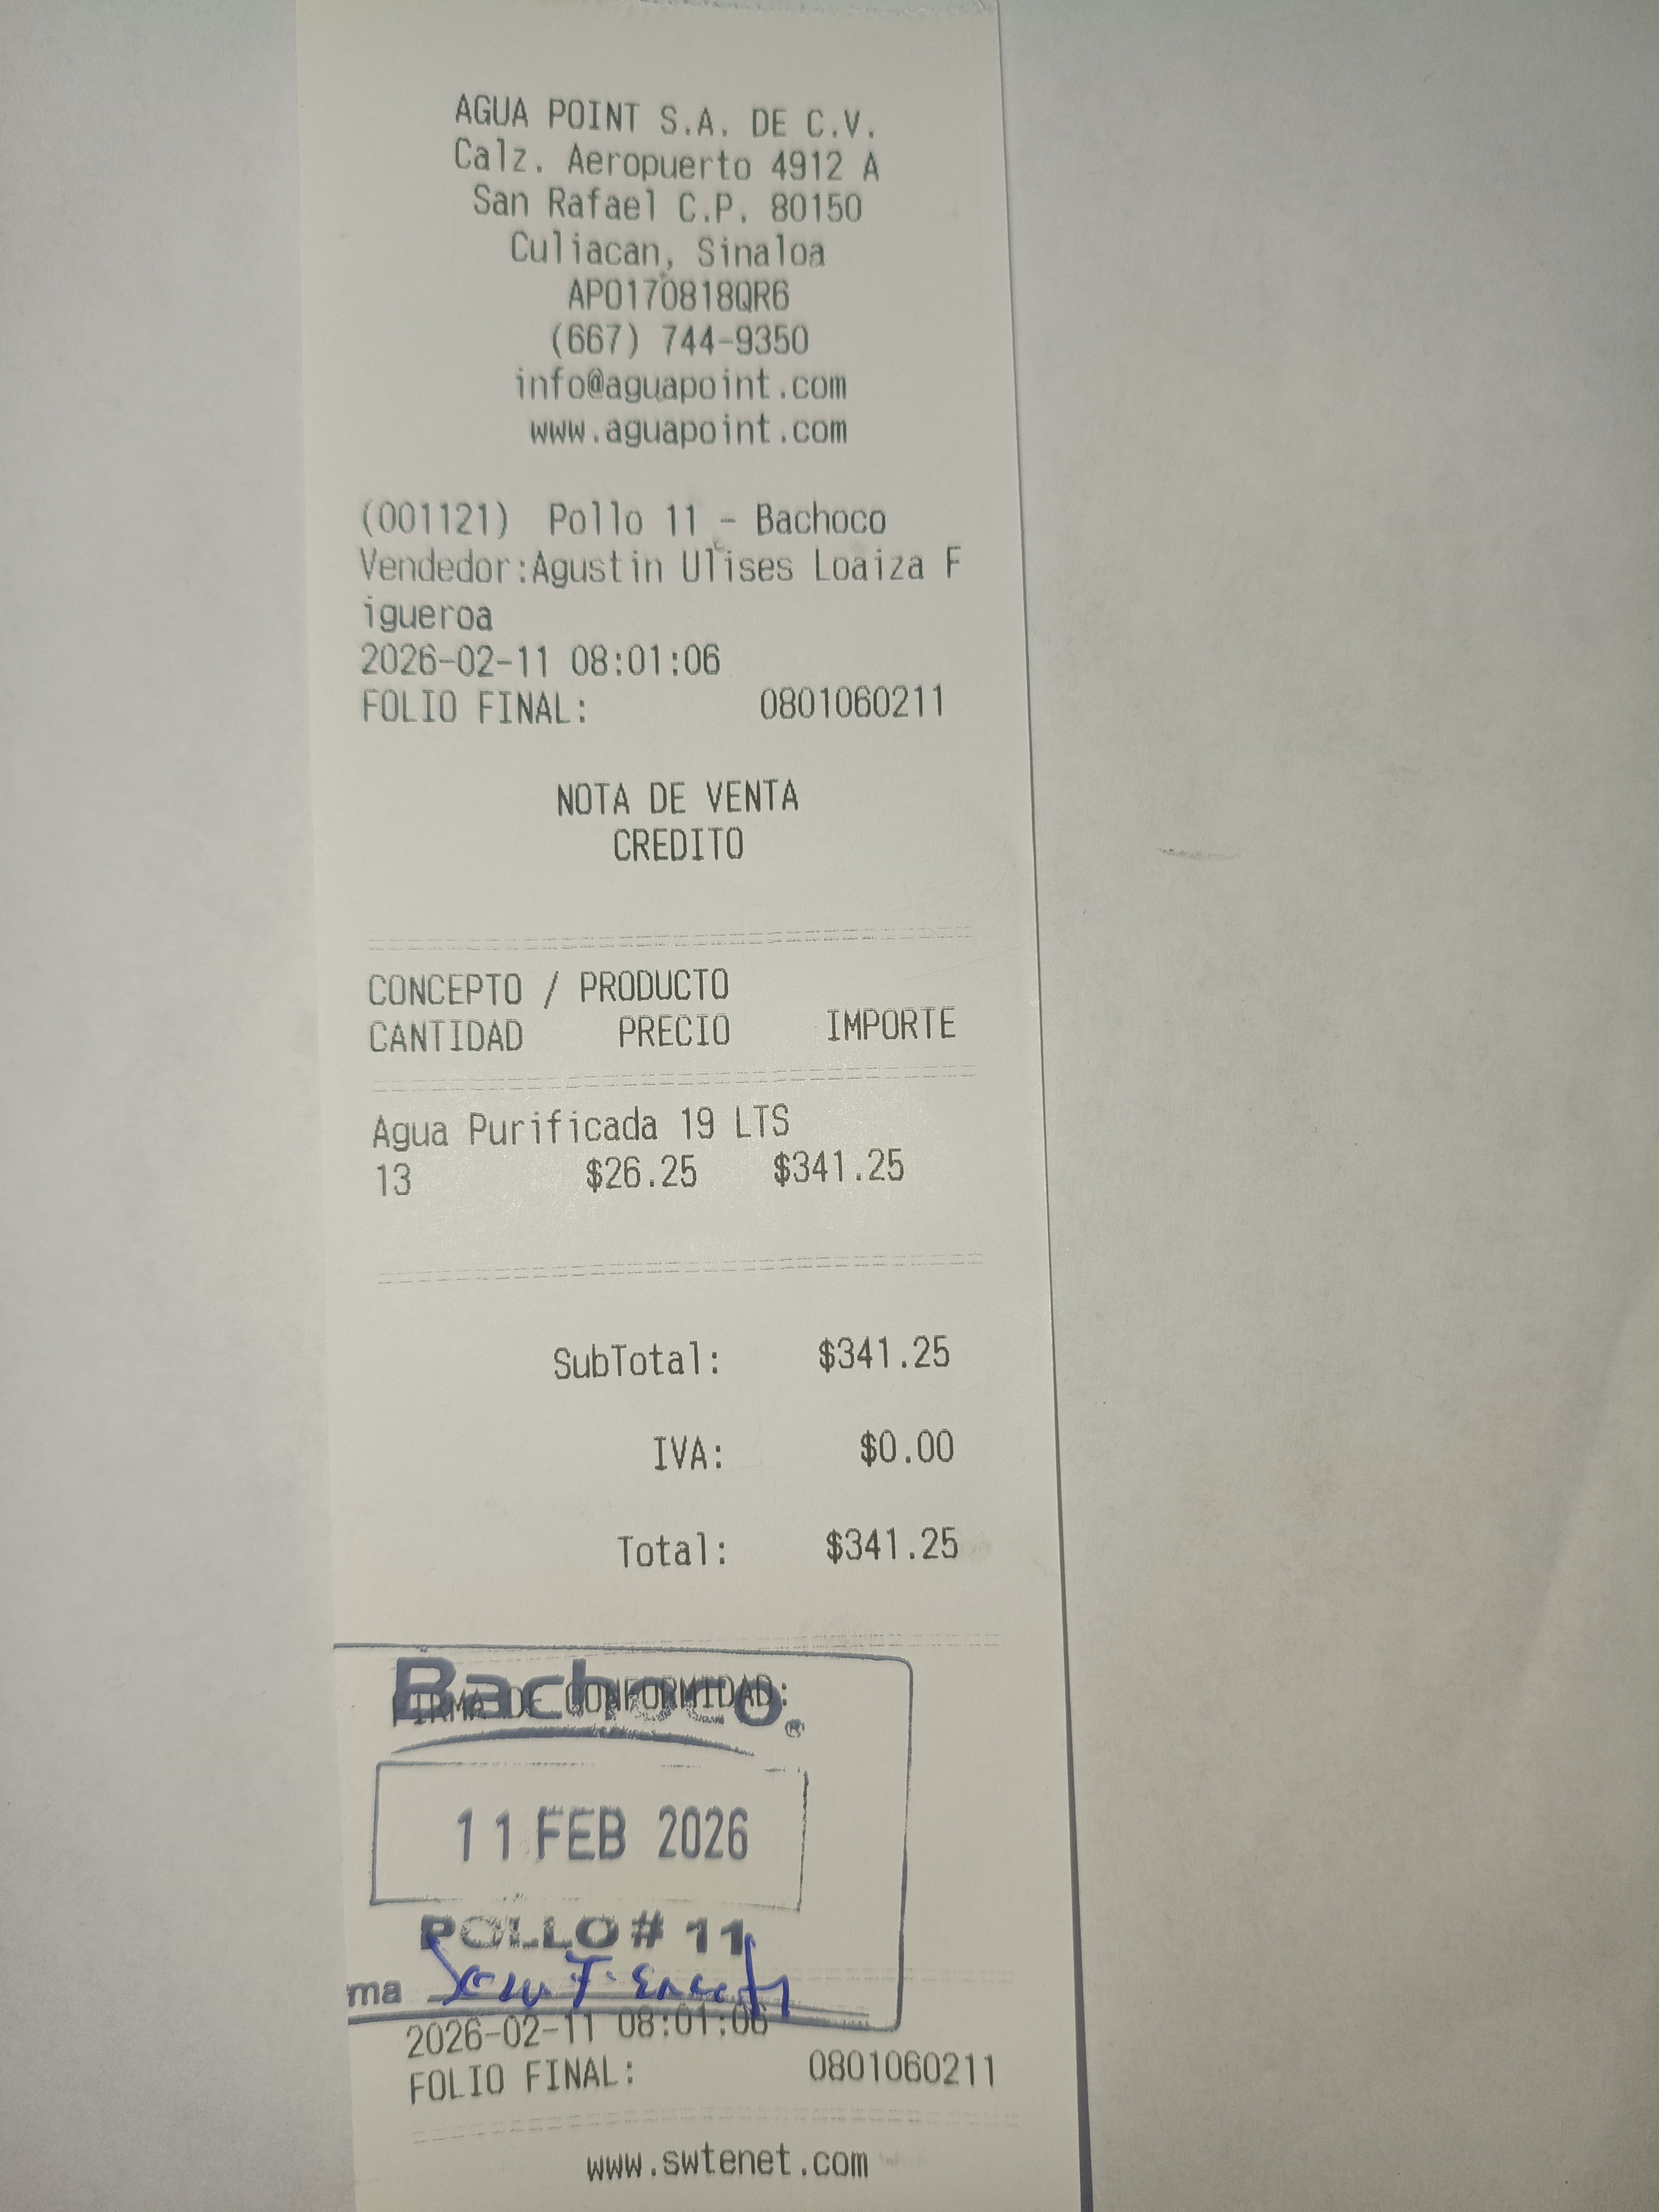 AGUA POINT S.A. DE C.V.
Calz. Aeropuerto 4912 A
San Rafael C.P. 80150
Culiacan, Sinaloa
APO170818QR6
(667) 744-9350
info@aguapoint.com
www.aguapoint.com
(001121) Pollo 11 - Bachoco
Vendedor:Agustin Ulises Loaiza F
igueroa
2026-02-11 08:01:06
FOLIO FINAL: 0801060211
NOTA DE VENTA
CREDITO
CONCEPTO / PRODUCTO
CANTIDAD PRECIO IMPORTE
Agua Purificada 19 LTS
13 $26.25 $341.25
SubTotal: $341.25
IVA: $0.00
Total: $341.25
Bachoco®
FIRMA DE CONFORMIDAD:
11 FEB 2026
POLLO # 11
ma
2026-02-11 08:01:06
FOLIO FINAL: 0801060211
www.swtenet.com